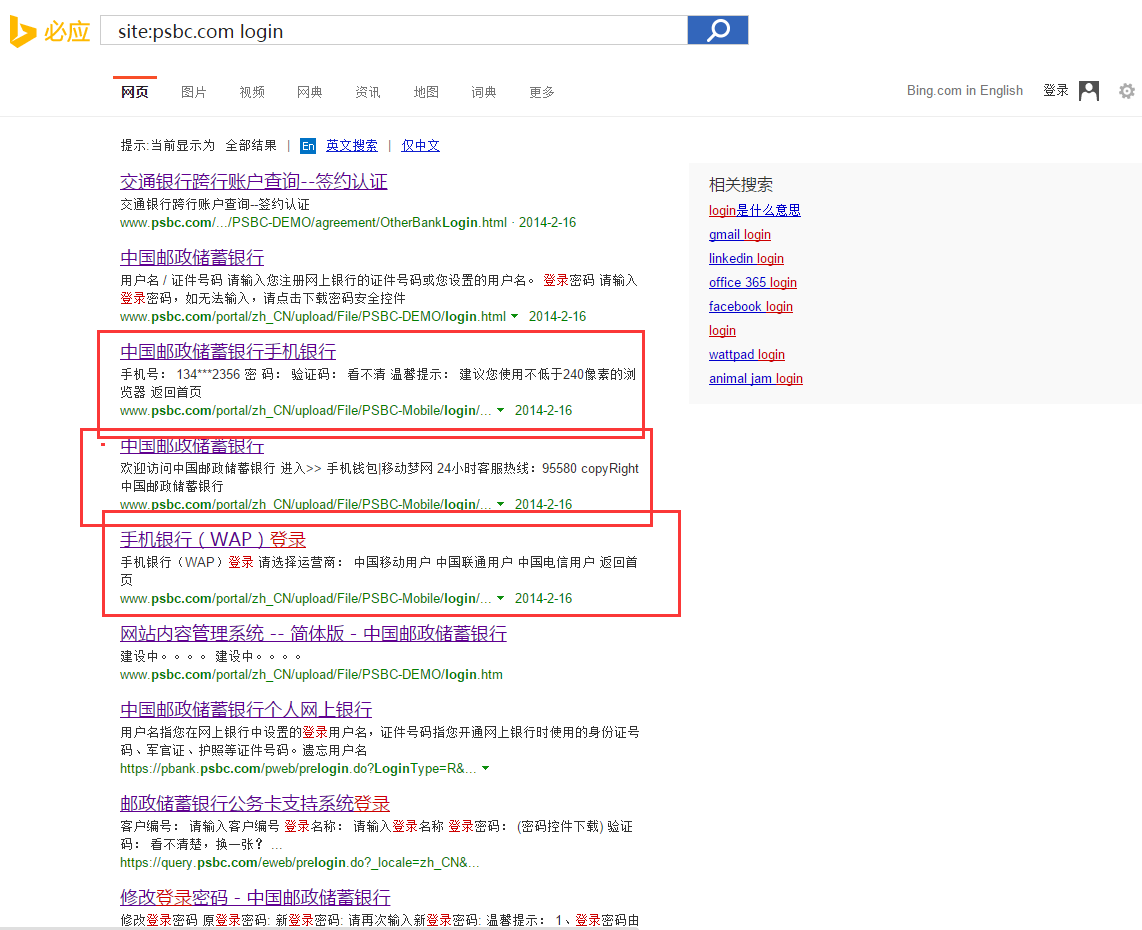 必应
site:psbc.com login
网页 图片 视频 网典 资讯 地图 词典 更多
Bing.com in English 登录
提示:当前显示为 全部结果 | En 英文搜索 | 仅中文
交通银行跨行账户查询--签约认证
交通银行跨行账户查询--签约认证
www.psbc.com/.../PSBC-DEMO/agreement/OtherBankLogin.html · 2014-2-16
中国邮政储蓄银行
用户名 / 证件号码 请输入您注册网上银行的证件号码或您设置的用户名。 登录密码 请输入
登录密码，如无法输入，请点击下载密码安全控件
www.psbc.com/portal/zh_CN/upload/File/PSBC-DEMO/login.html 2014-2-16
中国邮政储蓄银行手机银行
手机号： 134***2356 密 码： 验证码： 看不清 温馨提示： 建议您使用不低于240像素的浏
览器 返回首页
www.psbc.com/portal/zh_CN/upload/File/PSBC-Mobile/login/... 2014-2-16
中国邮政储蓄银行
欢迎访问中国邮政储蓄银行 进入>> 手机钱包|移动梦网 24小时客服热线：95580 copyRight
中国邮政储蓄银行
www.psbc.com/portal/zh_CN/upload/File/PSBC-Mobile/login/... 2014-2-16
手机银行（WAP）登录
手机银行（WAP）登录 请选择运营商： 中国移动用户 中国联通用户 中国电信用户 返回首
页
www.psbc.com/portal/zh_CN/upload/File/PSBC-Mobile/login/... 2014-2-16
网站内容管理系统 -- 简体版 - 中国邮政储蓄银行
建设中。。。。 建设中。。。。
www.psbc.com/portal/zh_CN/upload/File/PSBC-DEMO/login.htm
中国邮政储蓄银行个人网上银行
用户名指您在网上银行中设置的登录用户名，证件号码指您开通网上银行时使用的身份证号
码、军官证、护照等证件号码。遗忘用户名
https://pbank.psbc.com/pweb/prelogin.do?LoginType=R&...
邮政储蓄银行公务卡支持系统登录
客户编号： 请输入客户编号 登录名称： 请输入登录名称 登录密码： (密码控件下载) 验证
码： 看不清楚，换一张？ ...
https://query.psbc.com/eweb/prelogin.do?_locale=zh_CN&...
修改登录密码 - 中国邮政储蓄银行
修改登录密码 原登录密码: 新登录密码: 请再次输入新登录密码: 温馨提示： 1、登录密码由
相关搜索
login是什么意思
gmail login
linkedin login
office 365 login
facebook login
login
wattpad login
animal jam login